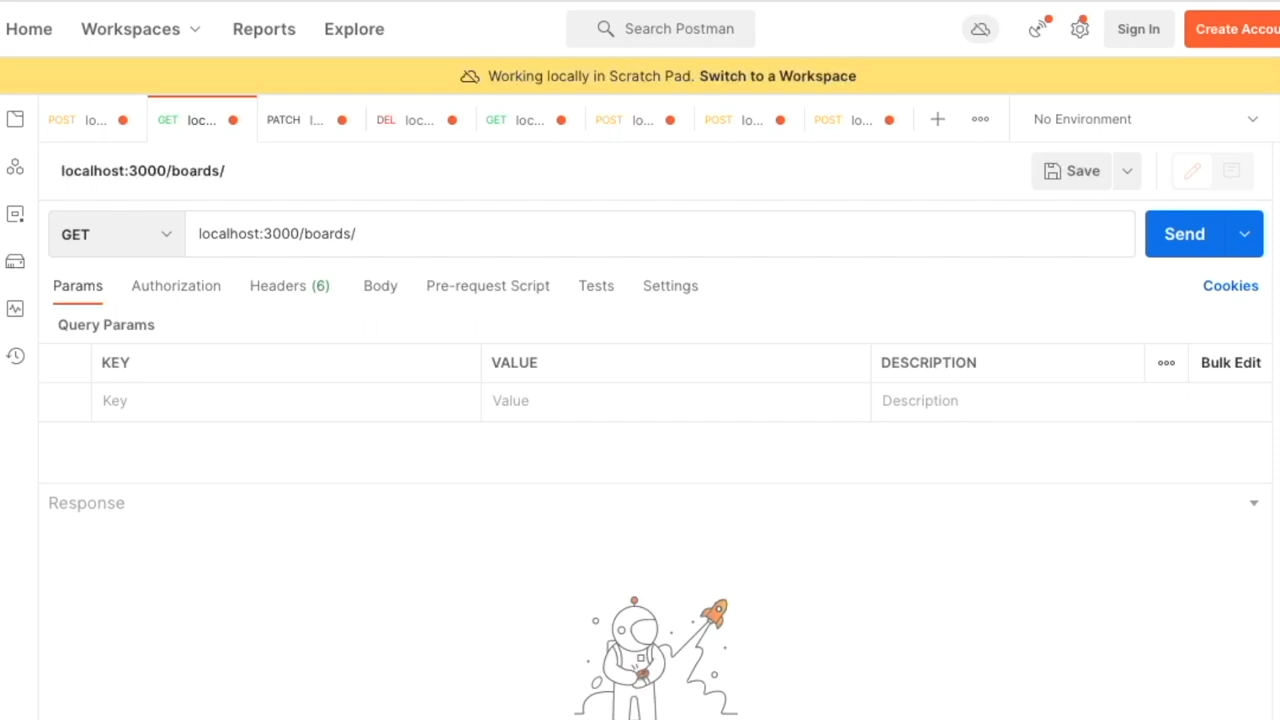 Home Workspaces Reports Explore Search Postman Sign In Create Accou
Working locally in Scratch Pad. Switch to a Workspace
POST lo... GET loc... PATCH l... DEL loc... GET loc... POST lo... POST lo... POST lo... No Environment
localhost:3000/boards/ Save
GET localhost:3000/boards/ Send
Params Authorization Headers (6) Body Pre-request Script Tests Settings Cookies
Query Params
KEY VALUE DESCRIPTION Bulk Edit
Key Value Description
Response